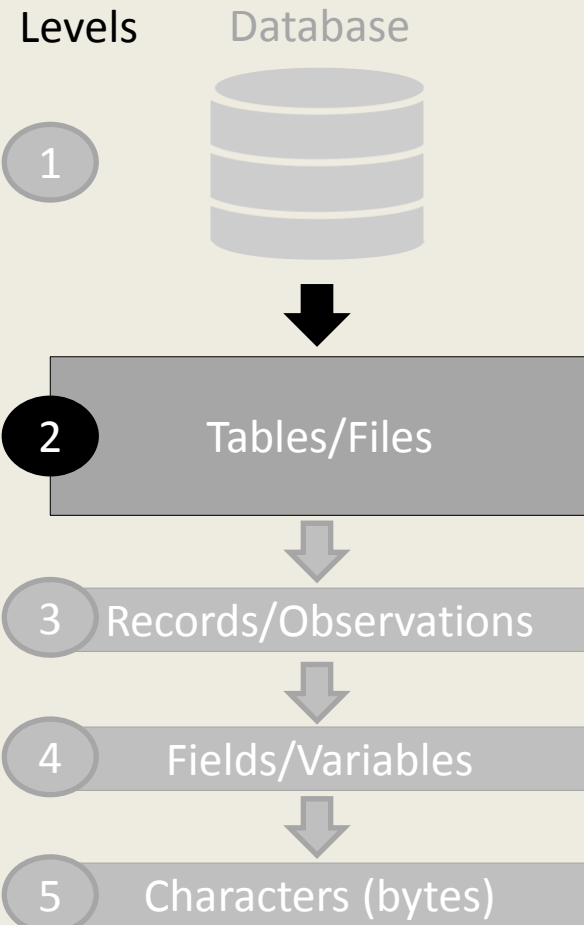 Levels Database
1
2 Tables/Files
3 Records/Observations
4 Fields/Variables
5 Characters (bytes)